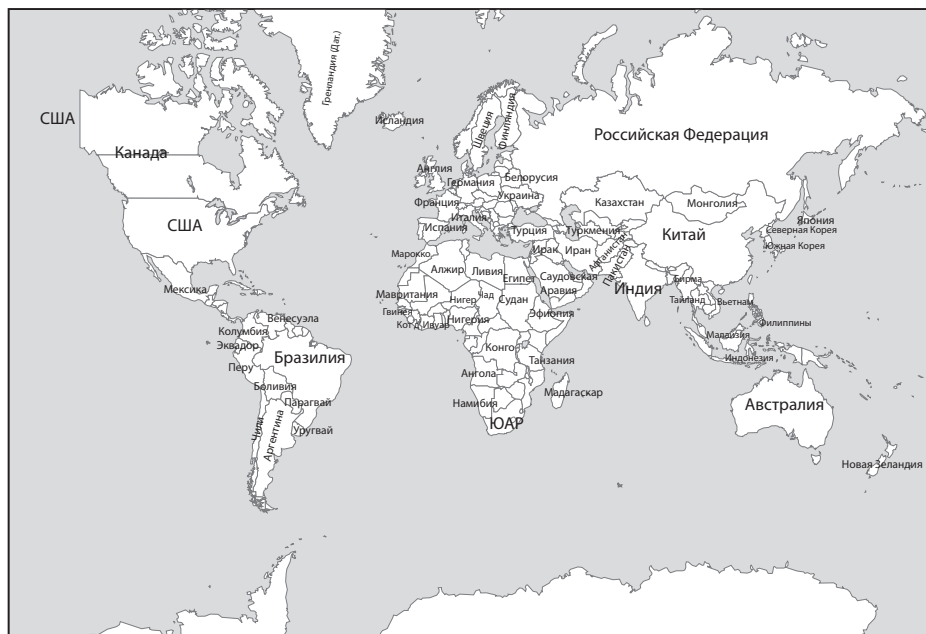 Гренландия (Дат.)
Исландия
Швеция
Финляндия
США
Российская Федерация
Канада
Англия
Германия
Белорусия
Украина
Франция
Казахстан
Монголия
Италия
Испания
Турция
Туркмения
США
Китай
Япония
Северная Корея
Южная Корея
Марокко
Ирак
Иран
Афганистан
Пакистан
Алжир
Ливия
Египет
Саудовская
Аравия
Индия
Бирма
Мексика
Мавритания
Нигер
Чад
Судан
Таиланд
Вьетнам
Гвинея
Кот д' Ивуар
Нигерия
Эфиопия
Филиппины
Венесуэла
Колумбия
Эквадор
Конго
Малайзия
Индонезия
Бразилия
Перу
Танзания
Ангола
Боливия
Мадагаскар
Парагвай
Намибия
ЮАР
Австралия
Чили
Аргентина
Уругвай
Новая Зеландия